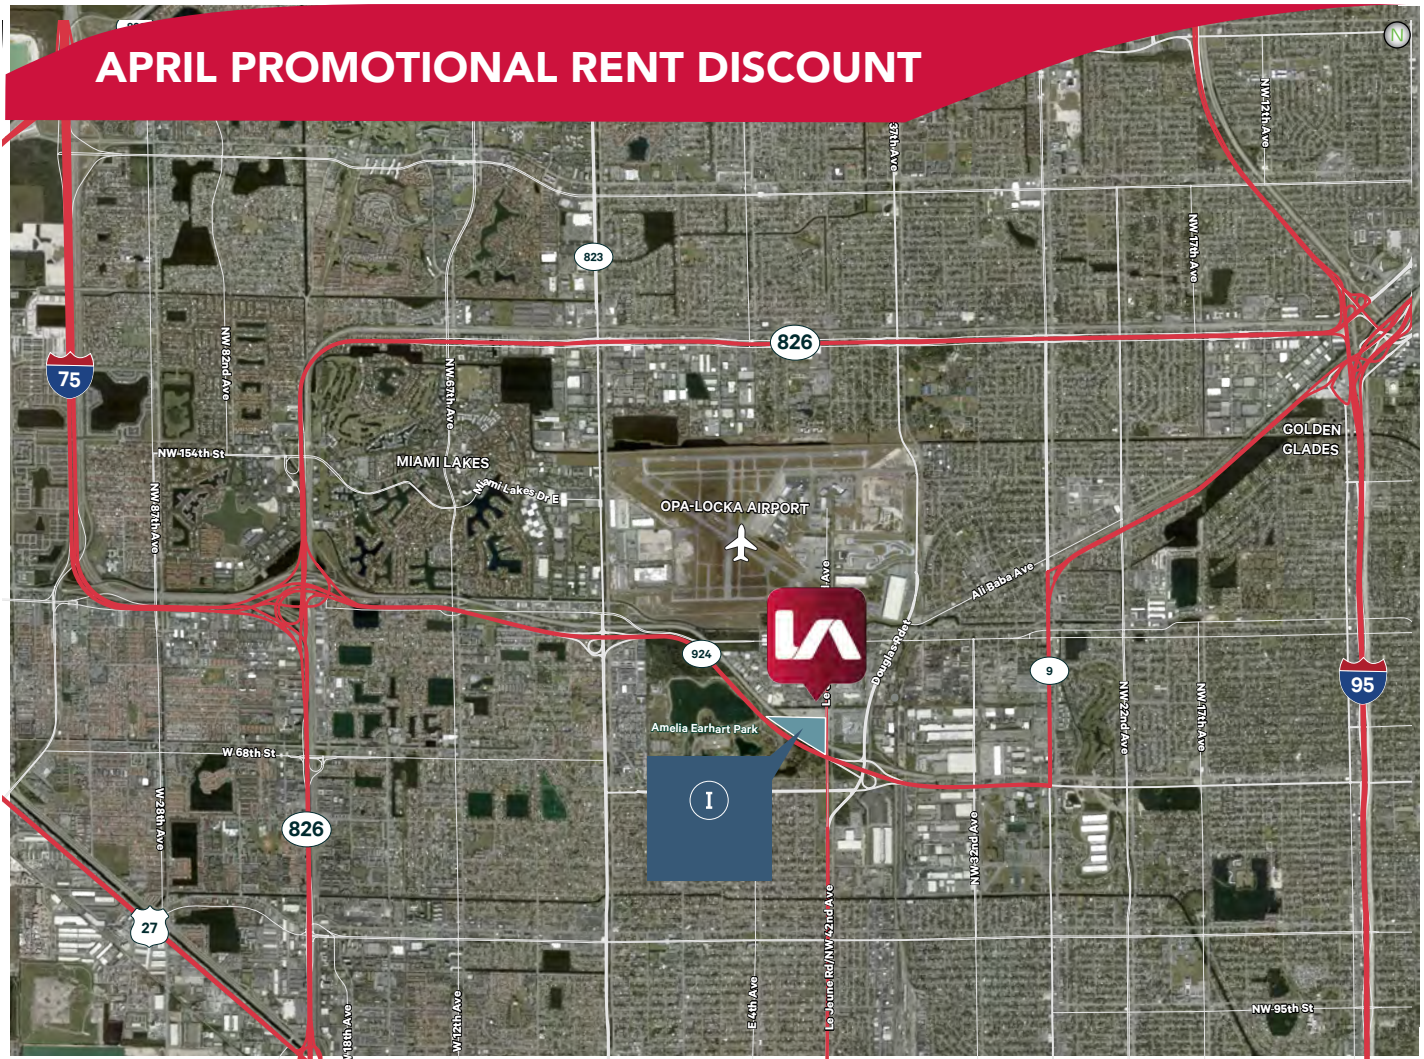 APRIL PROMOTIONAL RENT DISCOUNT
N
37th Ave
NW 12th Ave
NW 17th Ave
823
826
75
NW 82nd Ave
NW 67th Ave
GOLDEN
GLADES
NW 154th St
MIAMI LAKES
Miami Lakes Dr E
NW 87th Ave
OPA-LOCKA AIRPORT
Ave
Ali Baba Ave
LA
Douglas Rd
924
9
95
Amelia Earhart Park
NW 22nd Ave
NW 17th Ave
W 68th St
I
W 28th Ave
826
NW 32nd Ave
27
Le Jeune Rd/NW 42nd Ave
E 4th Ave
W 12th Ave
18th Ave
NW 95th St